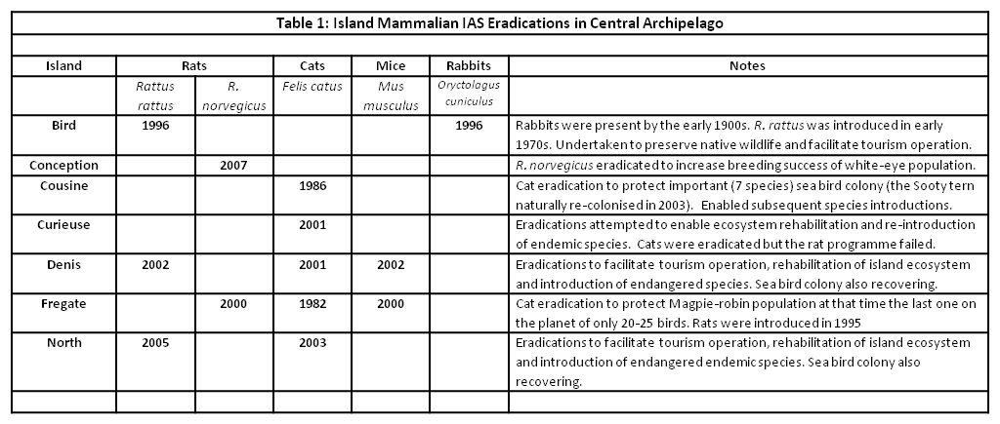 Table 1: Island Mammalian IAS Eradications in Central Archipelago
Island Rats Cats Mice Rabbits Notes
Rattus rattus R. norvegicus Felis catus Mus musculus Oryctolagus cuniculus
Bird 1996 1996 Rabbits were present by the early 1900s. R. rattus was introduced in early
1970s. Undertaken to preserve native wildlife and facilitate tourism operation.
Conception 2007 R. norvegicus eradicated to increase breeding success of white-eye population.
Cousine 1986 Cat eradication to protect important (7 species) sea bird colony (the Sooty tern
naturally re-colonised in 2003). Enabled subsequent species introductions.
Curieuse 2001 Eradications attempted to enable ecosystem rehabilitation and re-introduction
of endemic species. Cats were eradicated but the rat programme failed.
Denis 2002 2001 2002 Eradications to facilitate tourism operation, rehabilitation of island ecosystem
and introduction of endangered species. Sea bird colony also recovering.
Fregate 2000 1982 2000 Cat eradication to protect Magpie-robin population at that time the last one on
the planet of only 20-25 birds. Rats were introduced in 1995
North 2005 2003 Eradications to facilitate tourism operation, rehabilitation of island ecosystem
and introduction of endangered endemic species. Sea bird colony also
recovering.